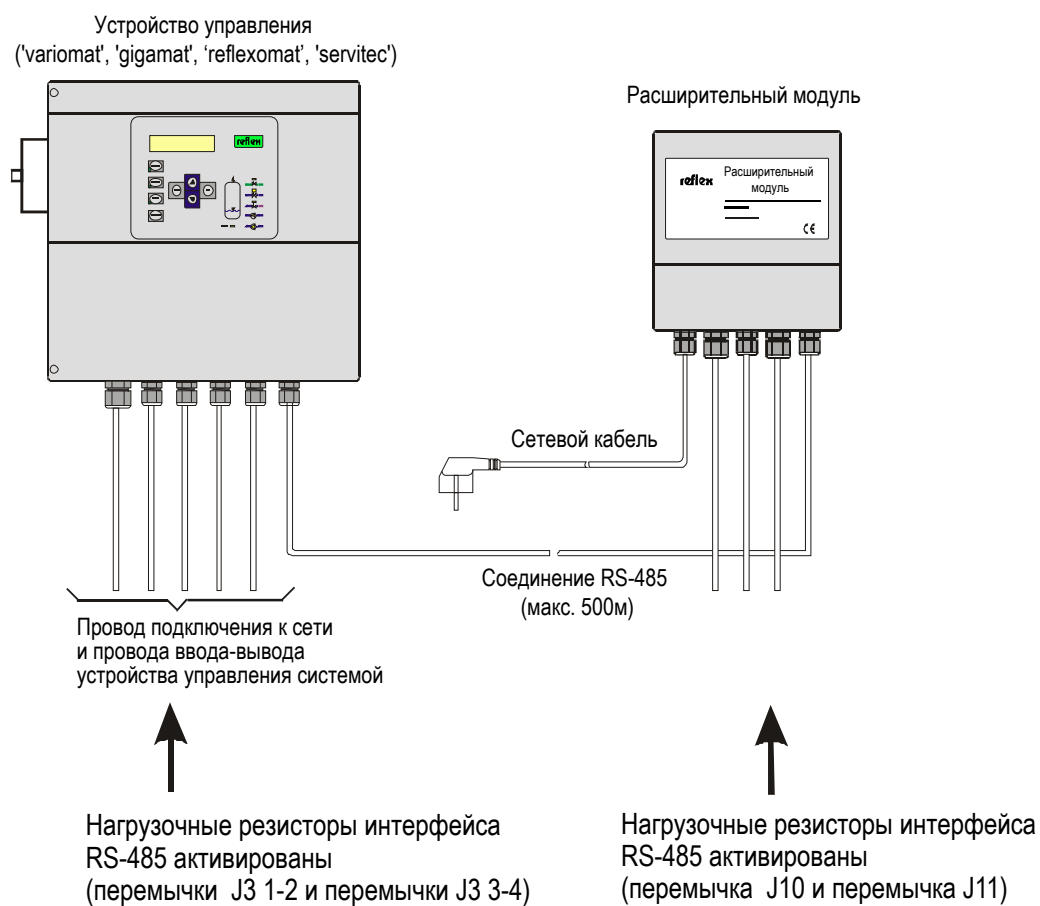 Устройство управления
('variomat', 'gigamat', ‘reflexomat’, 'servitec')
reflex
Расширительный модуль
reflex
Расширительный
модуль
CE
Сетевой кабель
Соединение RS-485
(макс. 500м)
Провод подключения к сети
и провода ввода-вывода
устройства управления системой
Нагрузочные резисторы интерфейса
RS-485 активированы
(перемычки J3 1-2 и перемычки J3 3-4)
Нагрузочные резисторы интерфейса
RS-485 активированы
(перемычка J10 и перемычка J11)